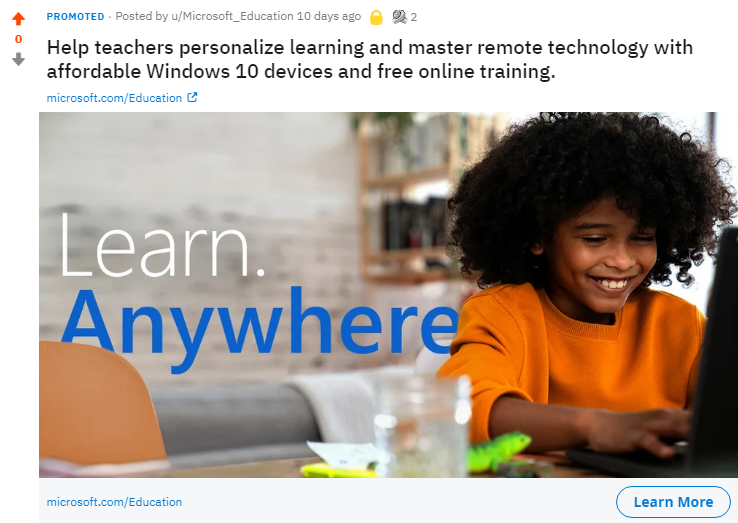 PROMOTED · Posted by u/Microsoft_Education 10 days ago 2
0
Help teachers personalize learning and master remote technology with
affordable Windows 10 devices and free online training.
microsoft.com/Education
Learn.
Anywhere
microsoft.com/Education
Learn More